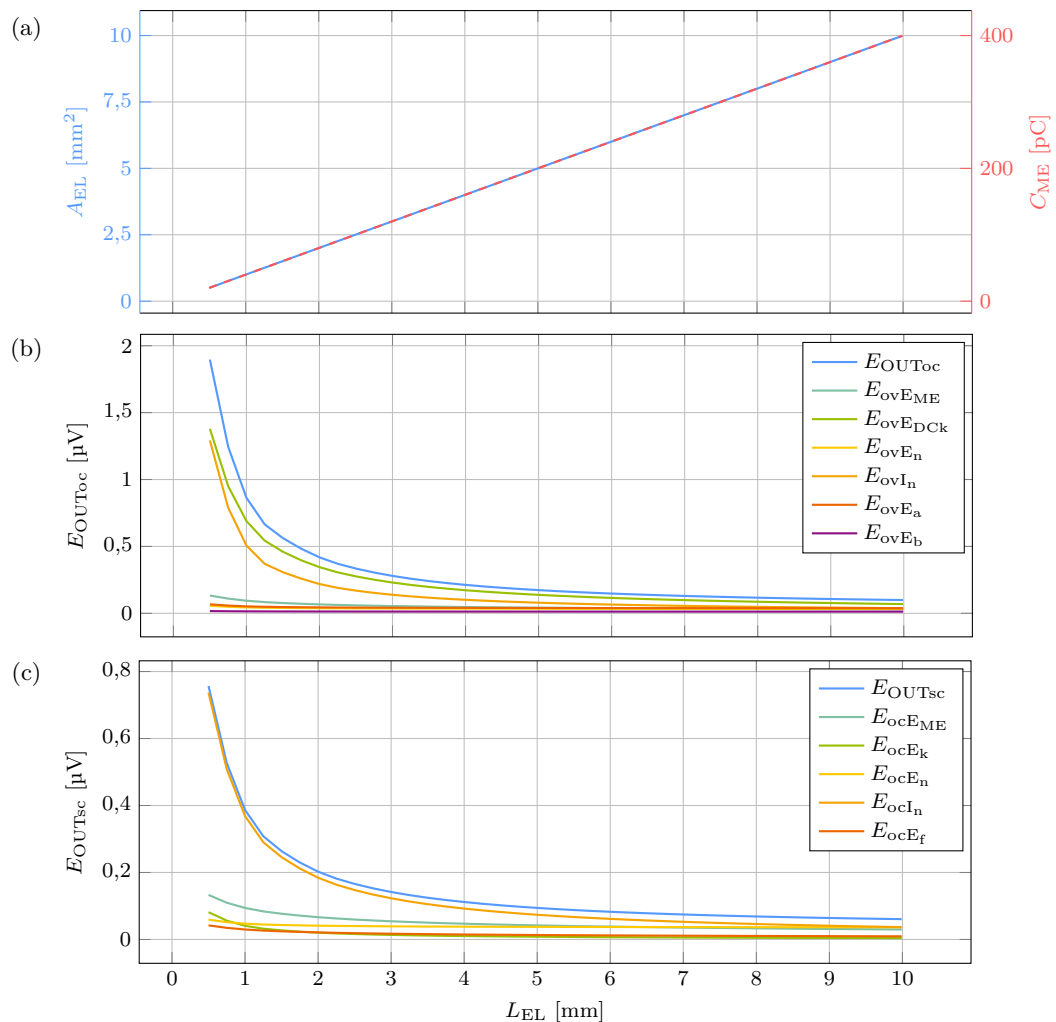 (a)
10
7,5
5
2,5
0
A_EL [mm²]
400
200
0
C_ME [pC]
(b)
2
1,5
1
0,5
0
E_OUToc [µV]
E_OUToc
E_ovE_ME
E_ovE_DCk
E_ovE_n
E_ovI_n
E_ovE_a
E_ovE_b
(c)
0,8
0,6
0,4
0,2
0
E_OUTsc [µV]
E_OUTsc
E_ocE_ME
E_ocE_k
E_ocE_n
E_ocI_n
E_ocE_f
0 1 2 3 4 5 6 7 8 9 10
L_EL [mm]